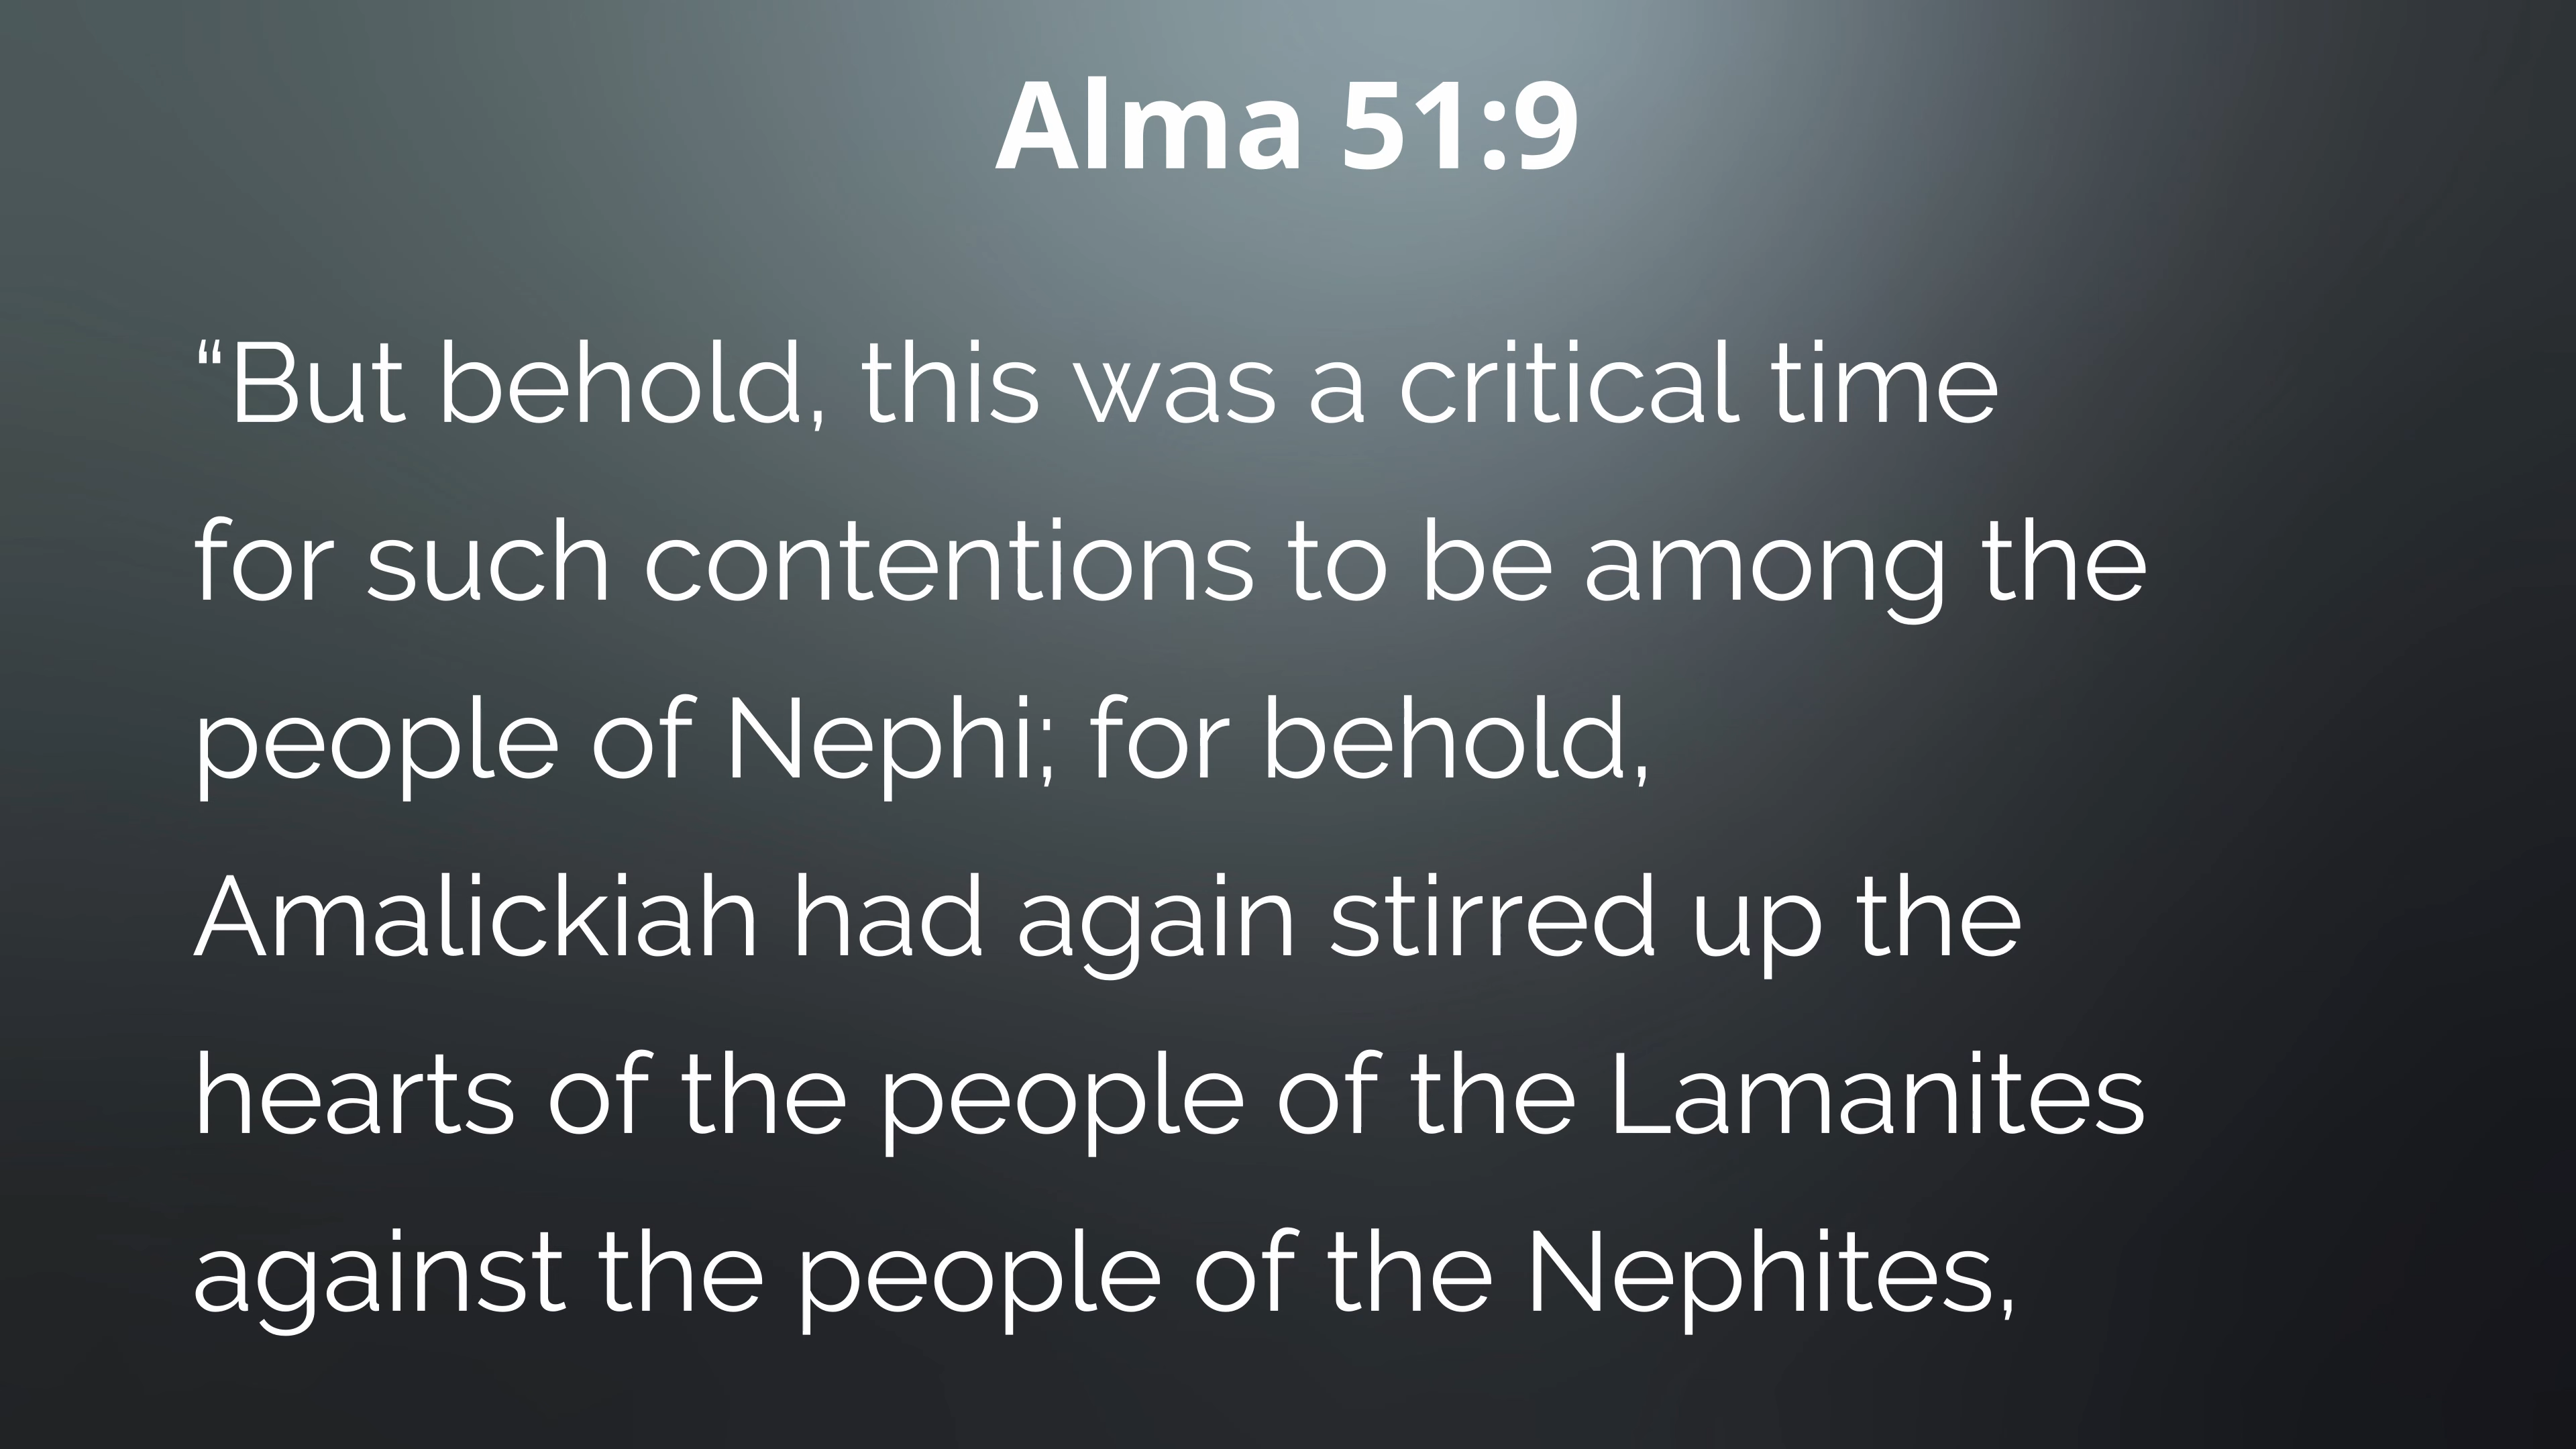 Alma 51:9
“But behold, this was a critical time
for such contentions to be among the
people of Nephi; for behold,
Amalickiah had again stirred up the
hearts of the people of the Lamanites
against the people of the Nephites,